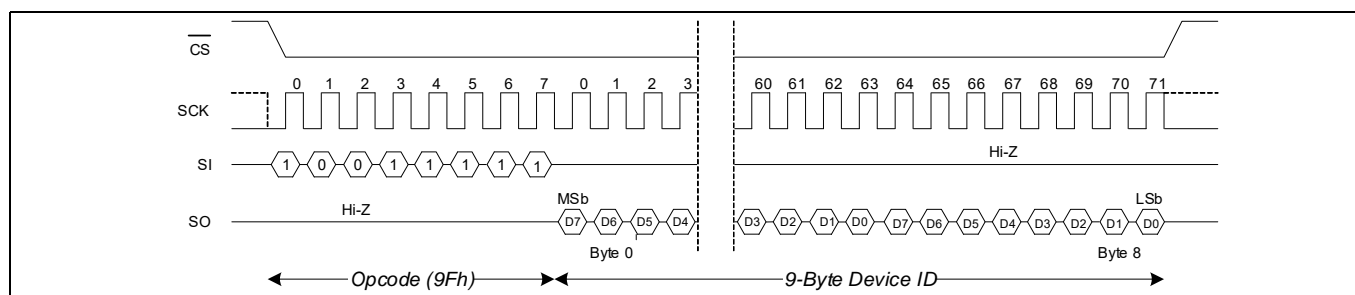 CS
0 1 2 3 4 5 6 7 0 1 2 3 60 61 62 63 64 65 66 67 68 69 70 71
SCK
SI 1 0 0 1 1 1 1 1 Hi-Z
MSb LSb
SO Hi-Z D7 D6 D5 D4 D3 D2 D1 D0 D7 D6 D5 D4 D3 D2 D1 D0
Byte 0 Byte 8
Opcode (9Fh) 9-Byte Device ID